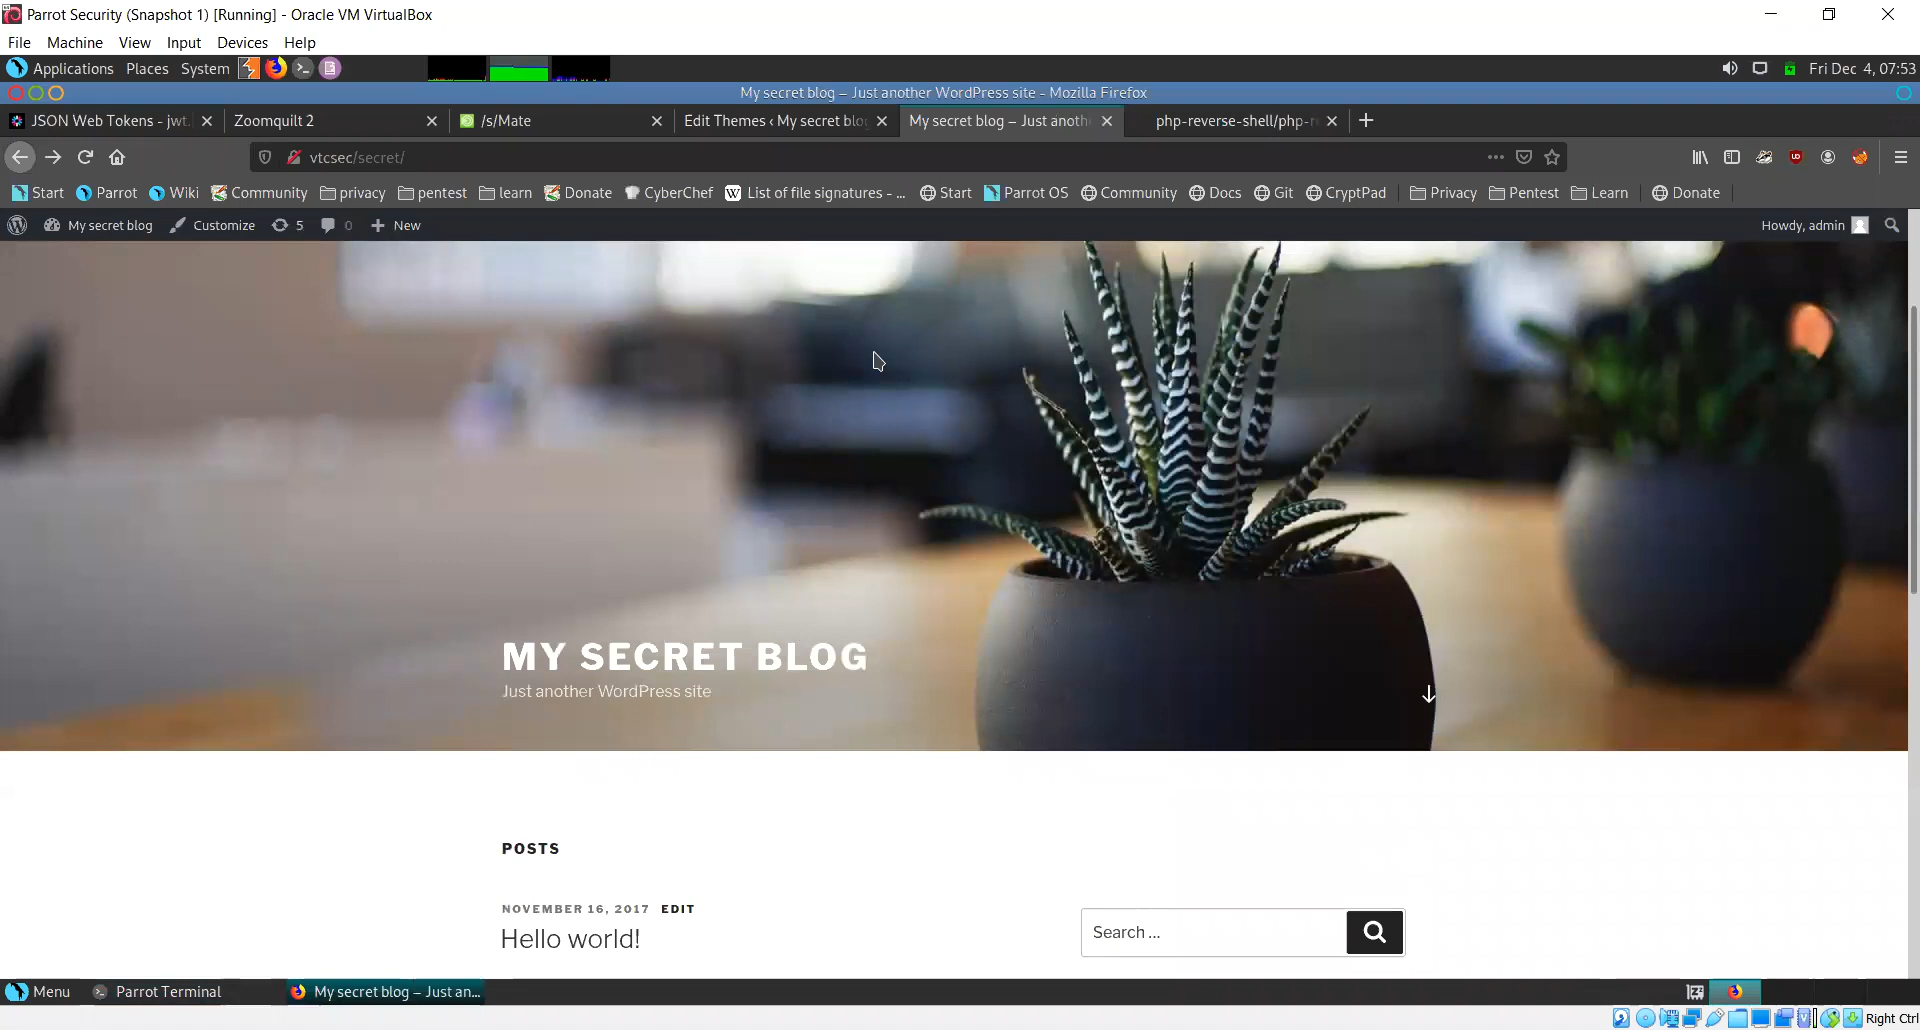 Parrot Security (Snapshot 1) [Running] - Oracle VM VirtualBox
File Machine View Input Devices Help
Applications Places System Fri Dec 4, 07:53
My secret blog – Just another WordPress site - Mozilla Firefox
JSON Web Tokens - jwt. Zoomquilt 2 /s/Mate Edit Themes ‹ My secret blo My secret blog – Just anoth php-reverse-shell/php-r
vtcsec/secret/
Start Parrot Wiki Community privacy pentest learn Donate CyberChef List of file signatures - ... Start Parrot OS Community Docs Git CryptPad Privacy Pentest Learn Donate
My secret blog Customize 5 0 New Howdy, admin
MY SECRET BLOG
Just another WordPress site
POSTS
NOVEMBER 16, 2017 EDIT
Hello world!
Search ...
Menu Parrot Terminal My secret blog – Just an...
Right Ctrl